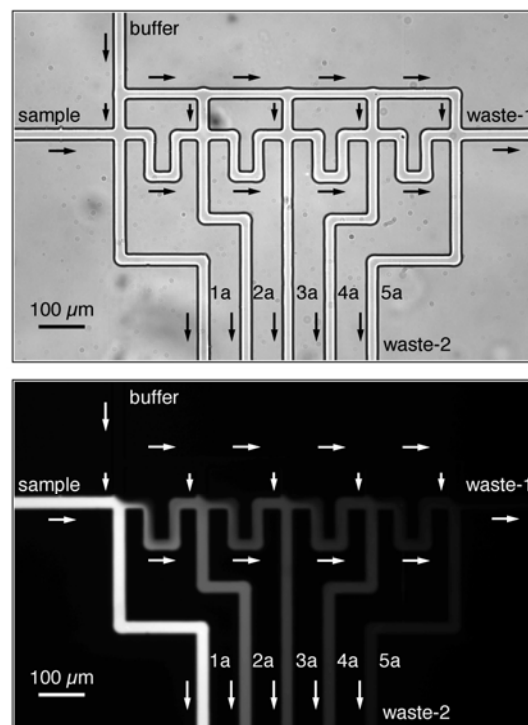 buffer
sample
waste-1
1a 2a 3a 4a 5a
100 µm
waste-2
buffer
sample
waste-1
1a 2a 3a 4a 5a
100 µm
waste-2